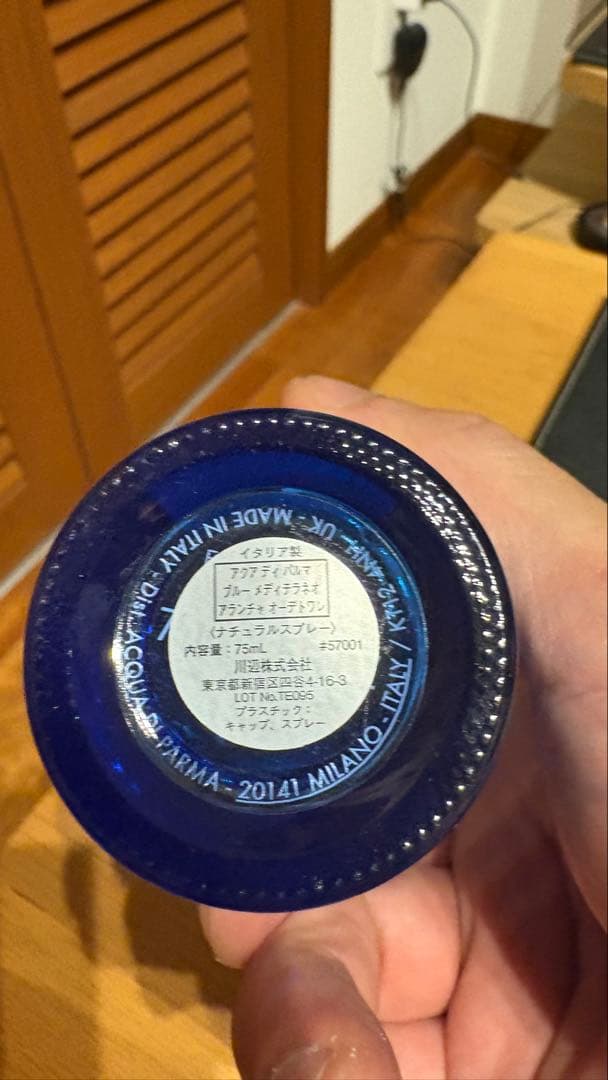 イタリア製
アクア ディ パルマ
ブルー メディテラネオ
アランチャ オーデトワレ
〈ナチュラルスプレー〉
内容量：75mL #57001
川辺株式会社
東京都新宿区四谷4-16-3
LOT No.TE095
プラスチック：
キャップ、スプレー
MADE IN ITALY - Dist. ACQUA DI PARMA - 20141 MILANO - ITALY / KT12 4NH - UK -